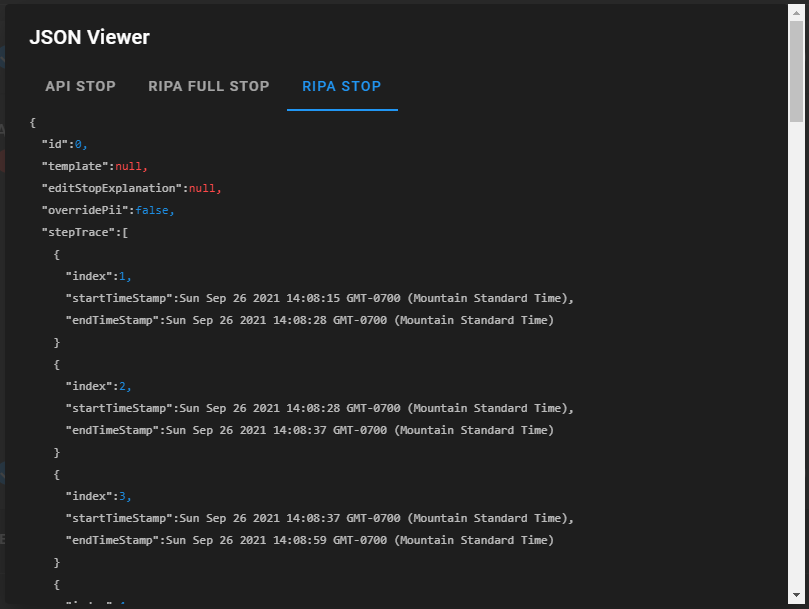 JSON Viewer
API STOP RIPA FULL STOP RIPA STOP
{
"id":0,
"template":null,
"editStopExplanation":null,
"overridePii":false,
"stepTrace":[
{
"index":1,
"startTimeStamp":Sun Sep 26 2021 14:08:15 GMT-0700 (Mountain Standard Time),
"endTimeStamp":Sun Sep 26 2021 14:08:28 GMT-0700 (Mountain Standard Time)
}
{
"index":2,
"startTimeStamp":Sun Sep 26 2021 14:08:28 GMT-0700 (Mountain Standard Time),
"endTimeStamp":Sun Sep 26 2021 14:08:37 GMT-0700 (Mountain Standard Time)
}
{
"index":3,
"startTimeStamp":Sun Sep 26 2021 14:08:37 GMT-0700 (Mountain Standard Time),
"endTimeStamp":Sun Sep 26 2021 14:08:59 GMT-0700 (Mountain Standard Time)
}
{